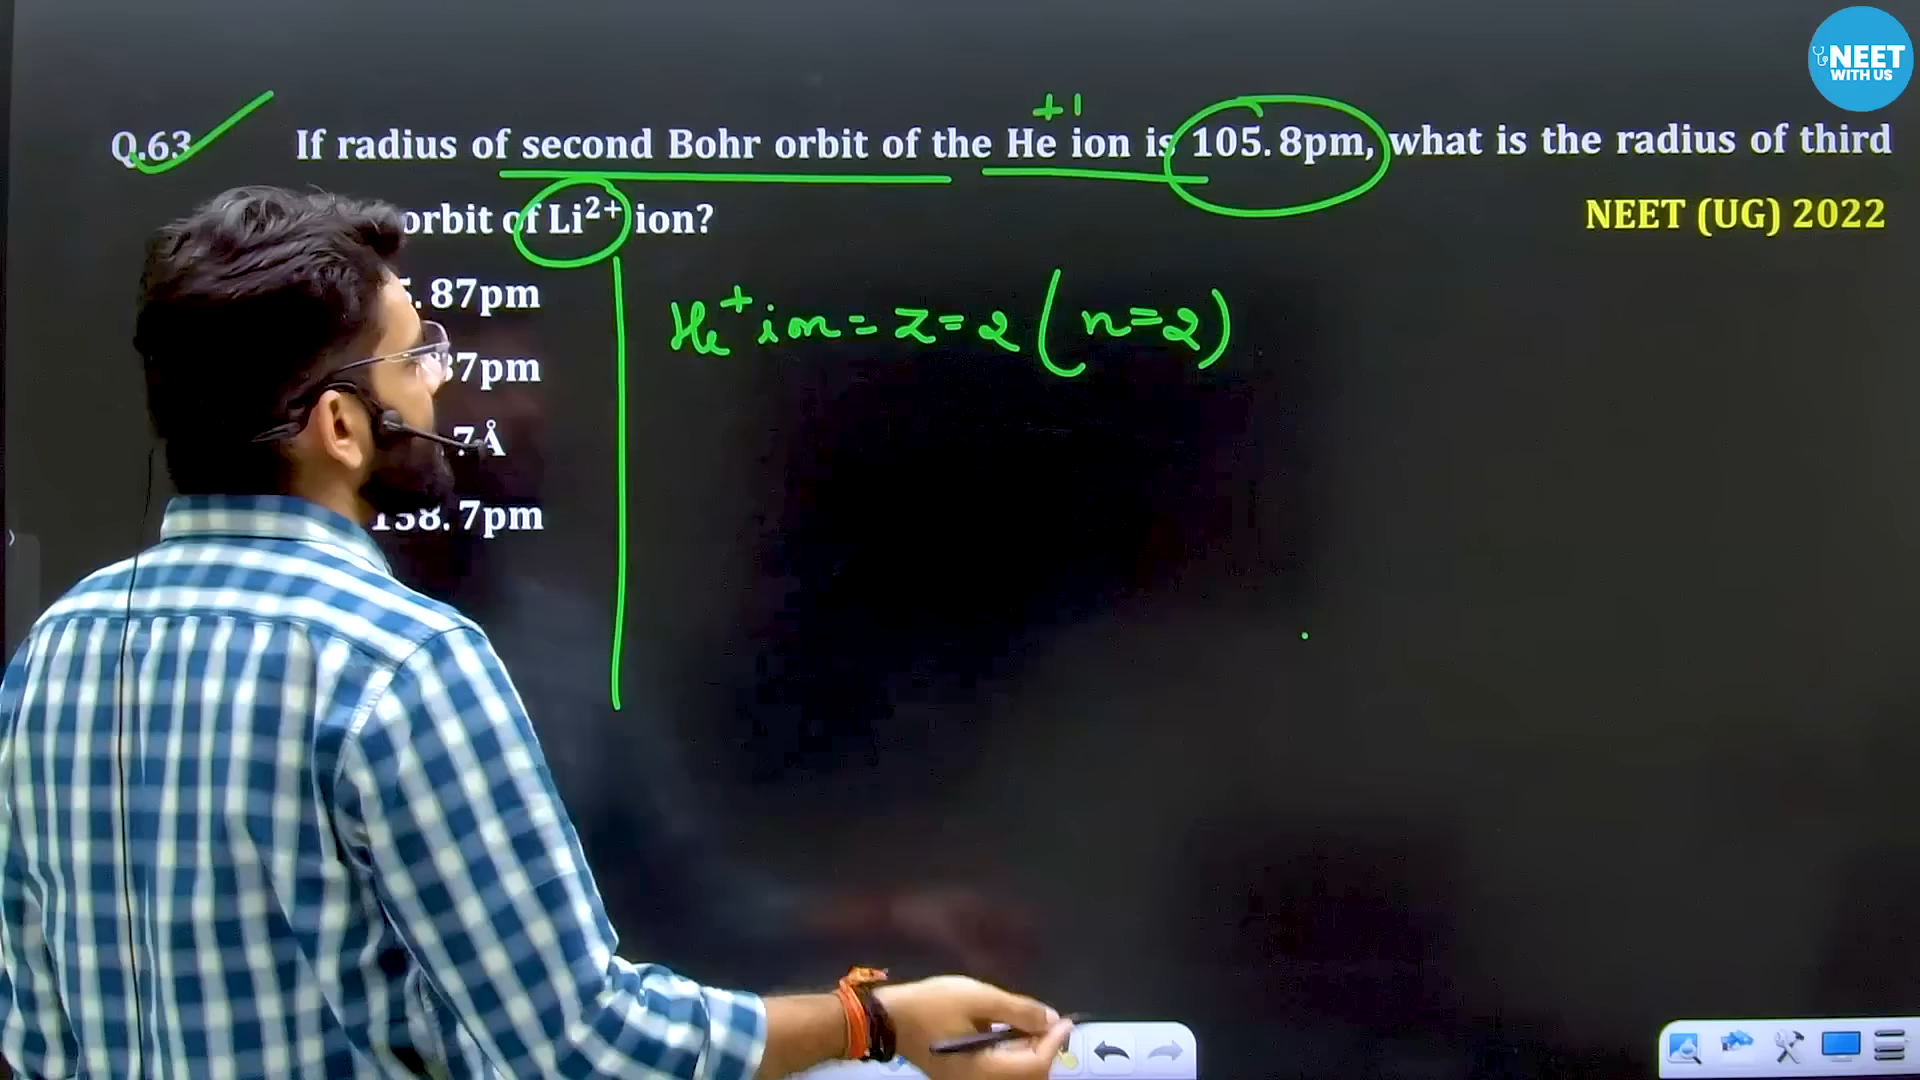 NEET
WITH US
+1
Q.63 If radius of second Bohr orbit of the He ion is 105.8pm, what is the radius of third
orbit of Li²⁺ ion?
NEET (UG) 2022
.87pm
37pm
.7Å
158.7pm
He⁺ ion = Z = 2 (n=2)